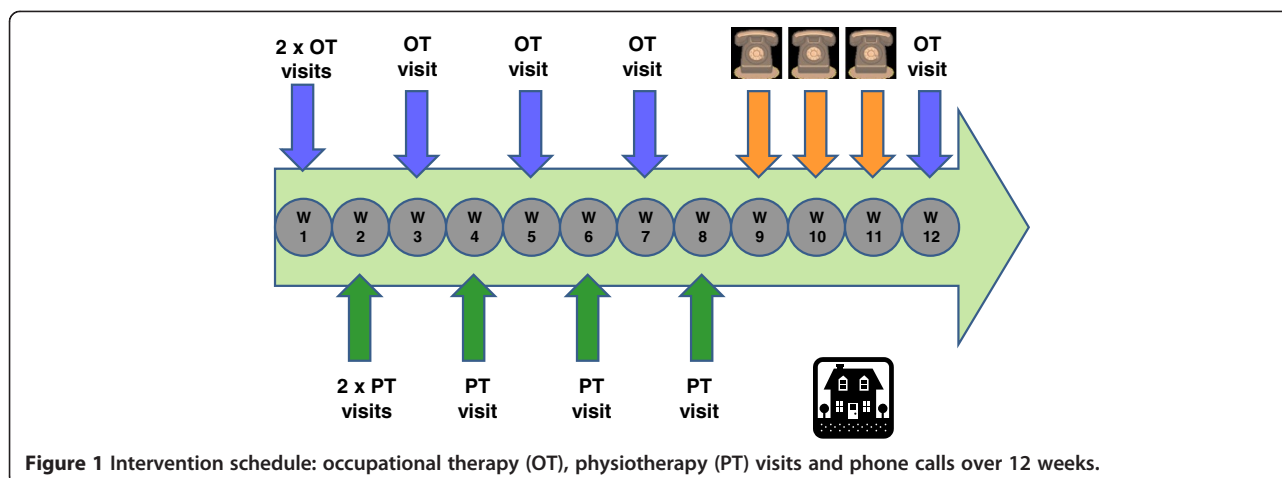 2 x OT
visits
OT
visit
OT
visit
OT
visit
OT
visit
W
1
W
2
W
3
W
4
W
5
W
6
W
7
W
8
W
9
W
10
W
11
W
12
2 x PT
visits
PT
visit
PT
visit
PT
visit
Figure 1 Intervention schedule: occupational therapy (OT), physiotherapy (PT) visits and phone calls over 12 weeks.